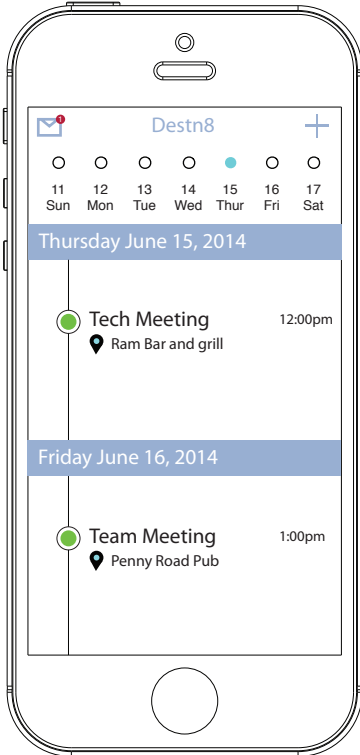 1
Destn8
11 12 13 14 15 16 17
Sun Mon Tue Wed Thur Fri Sat
Thursday June 15, 2014
Tech Meeting 12:00pm
Ram Bar and grill
Friday June 16, 2014
Team Meeting 1:00pm
Penny Road Pub